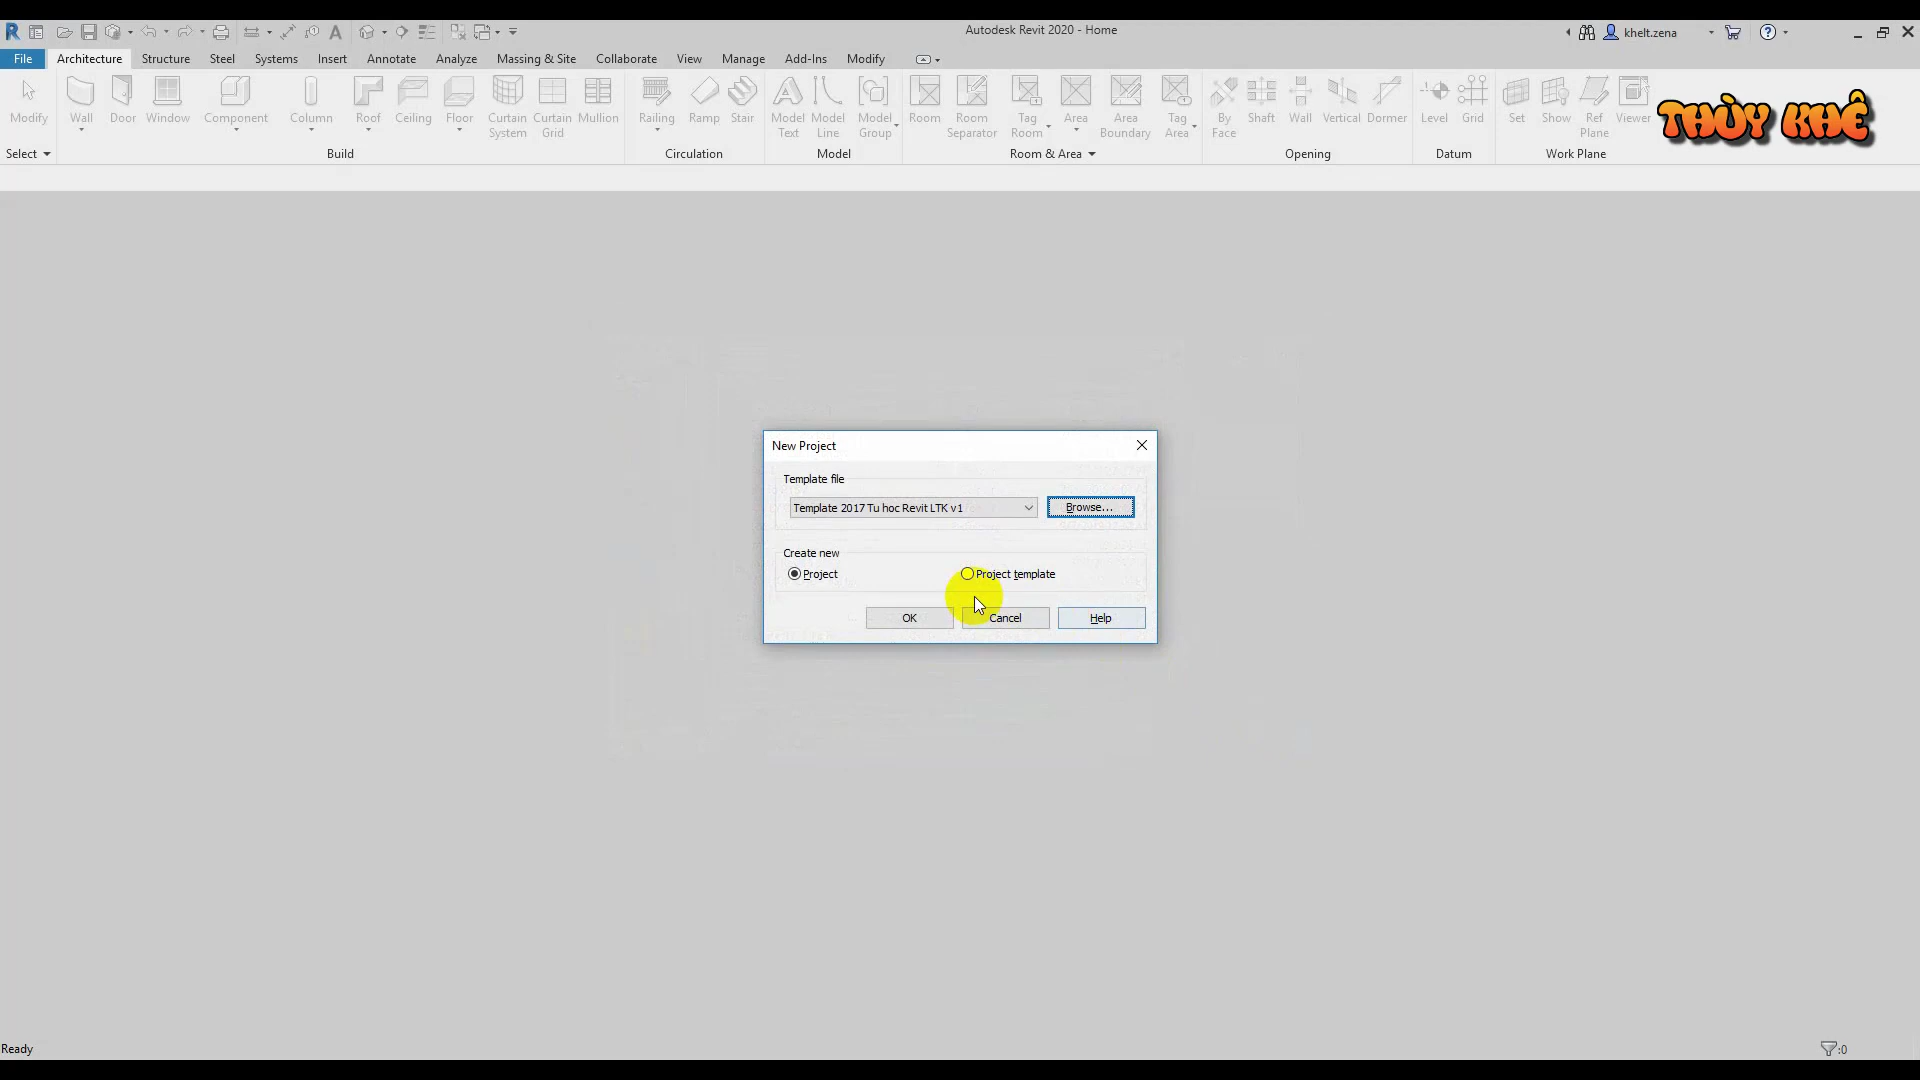 Autodesk Revit 2020 - Home
khelt.zena
File Architecture Structure Steel Systems Insert Annotate Analyze Massing & Site Collaborate View Manage Add-Ins Modify
Modify Wall Door Window Component Column Roof Ceiling Floor Curtain System Curtain Grid Mullion Railing Ramp Stair Model Text Model Line Model Group Room Room Separator Tag Room Area Area Boundary Tag Area By Face Shaft Wall Vertical Dormer Level Grid Set Show Ref Plane Viewer
THÙY KHÊ
Select Build Circulation Model Room & Area Opening Datum Work Plane
New Project
Template file
Template 2017 Tu hoc Revit LTK v1 Browse...
Create new
Project Project template
OK Cancel Help
Ready :0